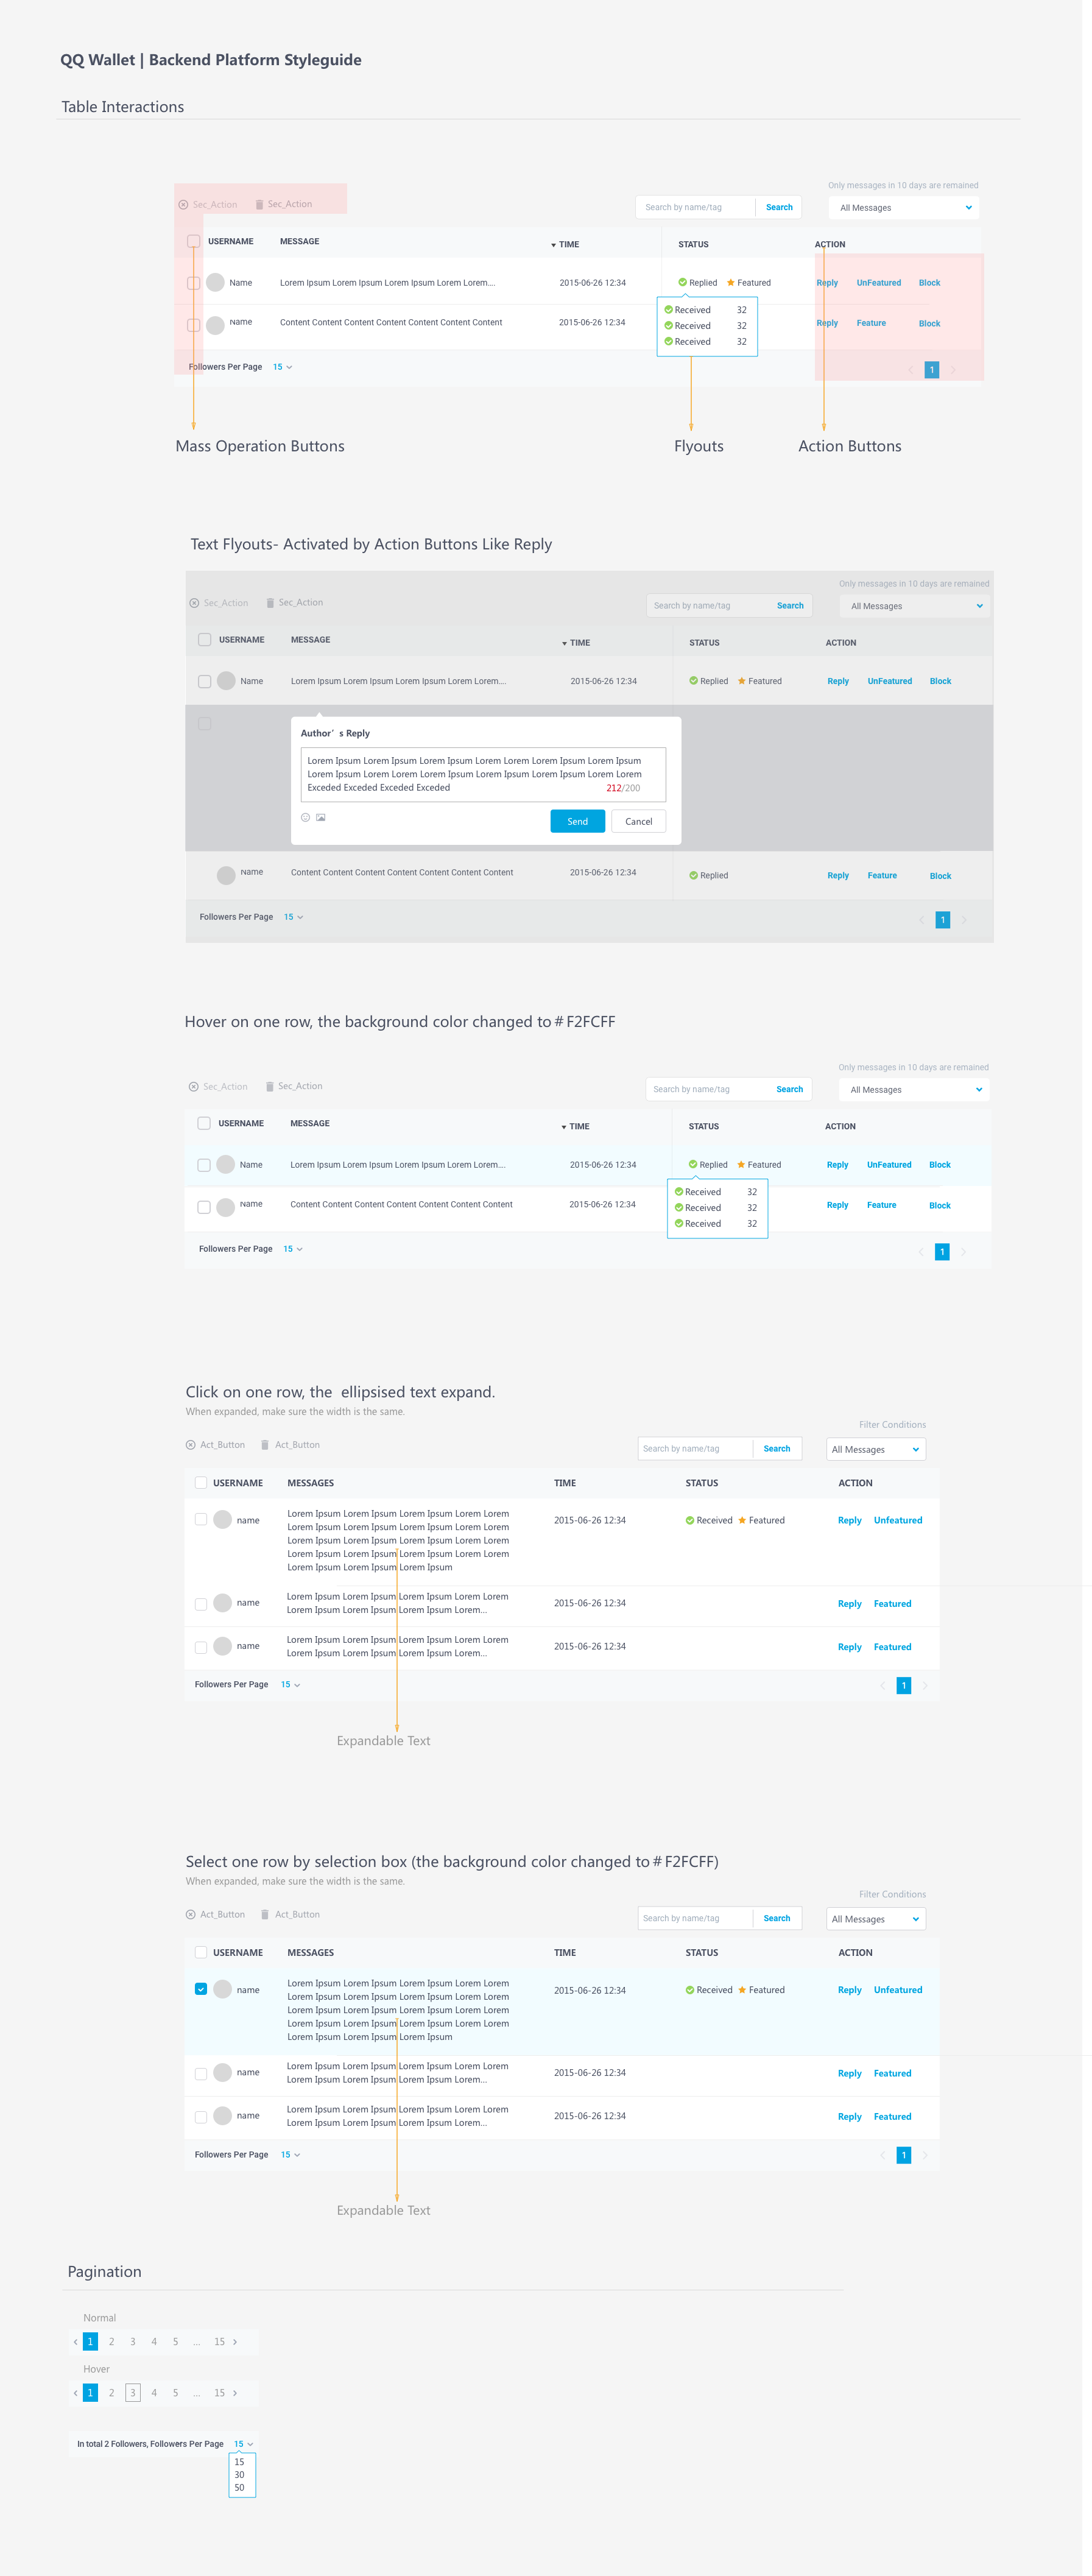 QQ Wallet | Backend Platform Styleguide
Table Interactions
Only messages in 10 days are remained
Sec_Action Sec_Action Search by name/tag Search All Messages
USERNAME MESSAGE TIME STATUS ACTION
Name Lorem Ipsum Lorem Ipsum Lorem Ipsum Lorem Lorem.... 2015-06-26 12:34 Replied Featured Reply UnFeatured Block
Received 32
Name Content Content Content Content Content Content Content 2015-06-26 12:34 Received 32 Reply Feature Block
Received 32
Followers Per Page 15 1
Mass Operation Buttons Flyouts Action Buttons
Text Flyouts- Activated by Action Buttons Like Reply
Only messages in 10 days are remained
Sec_Action Sec_Action Search by name/tag Search All Messages
USERNAME MESSAGE TIME STATUS ACTION
Name Lorem Ipsum Lorem Ipsum Lorem Ipsum Lorem Lorem.... 2015-06-26 12:34 Replied Featured Reply UnFeatured Block
Author’ s Reply
Lorem Ipsum Lorem Ipsum Lorem Ipsum Lorem Lorem Lorem Ipsum Lorem Ipsum
Lorem Ipsum Lorem Lorem Lorem Ipsum Lorem Ipsum Lorem Ipsum Lorem Lorem
Exceded Exceded Exceded Exceded 212/200
Send Cancel
Name Content Content Content Content Content Content Content 2015-06-26 12:34 Replied Reply Feature Block
Followers Per Page 15 1
Hover on one row, the background color changed to # F2FCFF
Only messages in 10 days are remained
Sec_Action Sec_Action Search by name/tag Search All Messages
USERNAME MESSAGE TIME STATUS ACTION
Name Lorem Ipsum Lorem Ipsum Lorem Ipsum Lorem Lorem.... 2015-06-26 12:34 Replied Featured Reply UnFeatured Block
Received 32
Name Content Content Content Content Content Content Content 2015-06-26 12:34 Received 32 Reply Feature Block
Received 32
Followers Per Page 15 1
Click on one row, the ellipsised text expand.
When expanded, make sure the width is the same.
Filter Conditions
Act_Button Act_Button Search by name/tag Search All Messages
USERNAME MESSAGES TIME STATUS ACTION
name Lorem Ipsum Lorem Ipsum Lorem Ipsum Lorem Lorem 2015-06-26 12:34 Received Featured Reply Unfeatured
Lorem Ipsum Lorem Ipsum Lorem Ipsum Lorem Lorem
Lorem Ipsum Lorem Ipsum Lorem Ipsum Lorem Lorem
Lorem Ipsum Lorem Ipsum Lorem Ipsum Lorem Lorem
Lorem Ipsum Lorem Ipsum Lorem Ipsum
name Lorem Ipsum Lorem Ipsum Lorem Ipsum Lorem Lorem 2015-06-26 12:34 Reply Featured
Lorem Ipsum Lorem Ipsum Lorem Ipsum Lorem...
name Lorem Ipsum Lorem Ipsum Lorem Ipsum Lorem Lorem 2015-06-26 12:34 Reply Featured
Lorem Ipsum Lorem Ipsum Lorem Ipsum Lorem...
Followers Per Page 15 1
Expandable Text
Select one row by selection box (the background color changed to # F2FCFF)
When expanded, make sure the width is the same.
Filter Conditions
Act_Button Act_Button Search by name/tag Search All Messages
USERNAME MESSAGES TIME STATUS ACTION
name Lorem Ipsum Lorem Ipsum Lorem Ipsum Lorem Lorem 2015-06-26 12:34 Received Featured Reply Unfeatured
Lorem Ipsum Lorem Ipsum Lorem Ipsum Lorem Lorem
Lorem Ipsum Lorem Ipsum Lorem Ipsum Lorem Lorem
Lorem Ipsum Lorem Ipsum Lorem Ipsum Lorem Lorem
Lorem Ipsum Lorem Ipsum Lorem Ipsum
name Lorem Ipsum Lorem Ipsum Lorem Ipsum Lorem Lorem 2015-06-26 12:34 Reply Featured
Lorem Ipsum Lorem Ipsum Lorem Ipsum Lorem...
name Lorem Ipsum Lorem Ipsum Lorem Ipsum Lorem Lorem 2015-06-26 12:34 Reply Featured
Lorem Ipsum Lorem Ipsum Lorem Ipsum Lorem...
Followers Per Page 15 1
Expandable Text
Pagination
Normal
1 2 3 4 5 ... 15
Hover
1 2 3 4 5 ... 15
In total 2 Followers, Followers Per Page 15
15
30
50